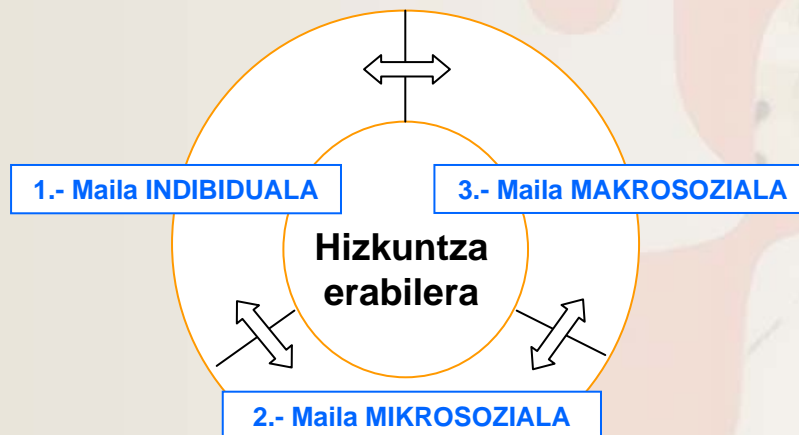 1.- Maila INDIBIDUALA
3.- Maila MAKROSOZIALA
Hizkuntza
erabilera
2.- Maila MIKROSOZIALA